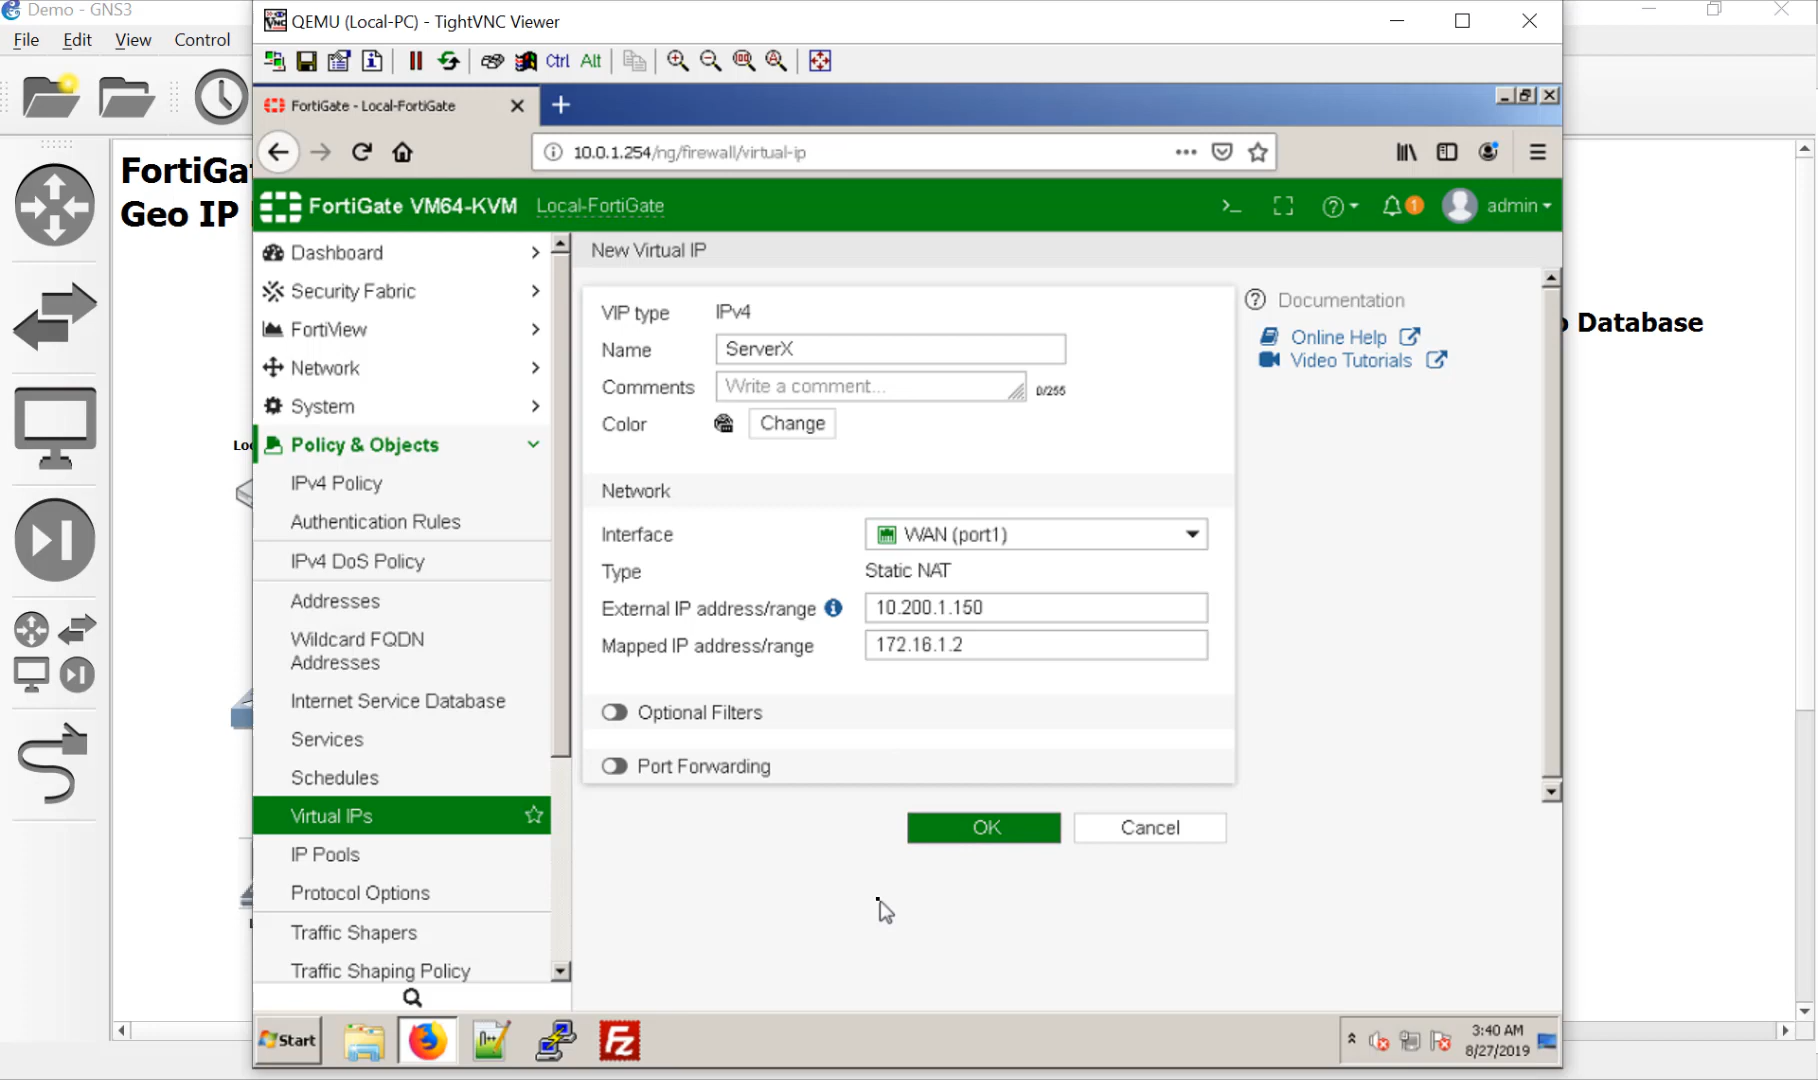 Demo - GNS3
File Edit View Control
FortiGa
Geo IP
Database
QEMU (Local-PC) - TightVNC Viewer
Ctrl Alt
FortiGate - Local-FortiGate
10.0.1.254/ng/firewall/virtual-ip
FortiGate VM64-KVM Local-FortiGate
>_ 1 admin
Dashboard
Security Fabric
FortiView
Network
System
Policy & Objects
IPv4 Policy
Authentication Rules
IPv4 DoS Policy
Addresses
Wildcard FQDN
Addresses
Internet Service Database
Services
Schedules
Virtual IPs
IP Pools
Protocol Options
Traffic Shapers
Traffic Shaping Policy
New Virtual IP
VIP type IPv4
Name ServerX
Comments Write a comment... 0/255
Color Change
Network
Interface WAN (port1)
Type Static NAT
External IP address/range 10.200.1.150
Mapped IP address/range 172.16.1.2
Optional Filters
Port Forwarding
OK Cancel
Documentation
Online Help
Video Tutorials
Start
3:40 AM
8/27/2019